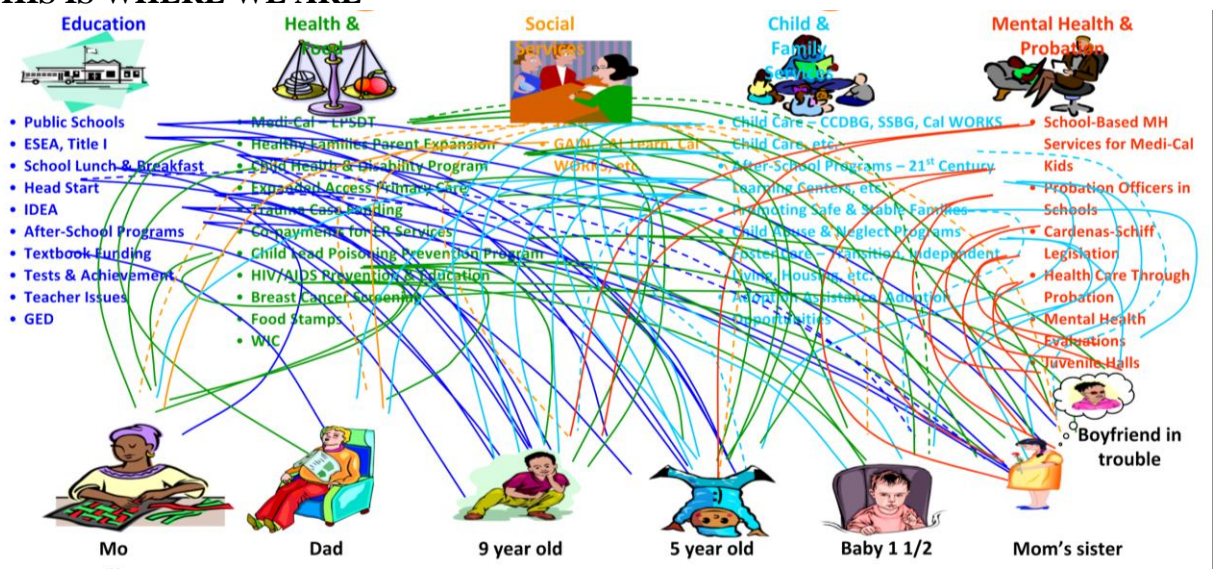 THIS IS WHERE WE ARE
Education
Public Schools
ESEA, Title I
School Lunch & Breakfast
Head Start
IDEA
After-School Programs
Textbook Funding
Tests & Achievement
Teacher Issues
GED
Health &
Food
Medi-Cal – EPSDT
Healthy Families Parent Expansion
Child Health & Disability Program
Expanded Access Primary Care
Trauma Care Funding
Co-payments for ER Services
Child Lead Poisoning Prevention Program
HIV/AIDS Prevention & Education
Breast Cancer Screening
Food Stamps
WIC
Social
Services
GAIN, CAL Learn, Cal
WORKS, etc.
Child &
Family
Services
Child Care – CCDBG, SSBG, Cal WORKS
Child Care, etc.
After-School Programs – 21st Century
Learning Centers, etc.
Promoting Safe & Stable Families
Child Abuse & Neglect Programs
Foster Care – Transition, Independent
Living, Housing, etc.
Adoption Assistance, Adoption
Opportunities
Mental Health &
Probation
School-Based MH
Services for Medi-Cal
Kids
Probation Officers in
Schools
Cardenas-Schiff
Legislation
Health Care Through
Probation
Mental Health
Evaluations
Juvenile Halls
Boyfriend in
trouble
Mo
Dad
9 year old
5 year old
Baby 1 1/2
Mom's sister